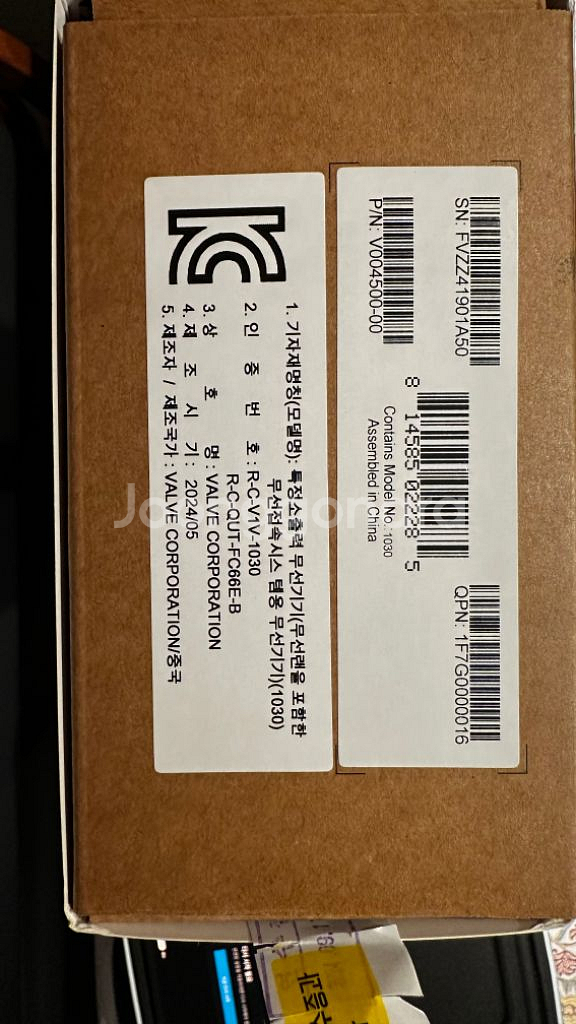 SN: FVZZ41901A50
P/N: V004500-00
8 14585 02228 5
Contains Model No.:1030
Assembled in China
QPN: 1F7G0000016
1. 기자재명칭(모델명): 특정소출력 무선기기(무선랜을 포함한
무선접속시스 템용 무선기기)(1030)
2. 인 증 번 호 : R-C-V1V-1030
R-C-QUT-FC66E-B
3. 상 호 명 : VALVE CORPORATION
4. 제 조 시 기 : 2024/05
5. 제조자 / 제조국가 : VALVE CORPORATION/중국